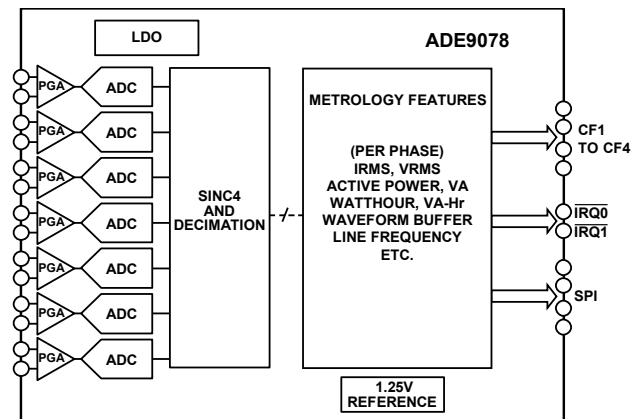 LDO
ADE9078
PGA
ADC
PGA
ADC
PGA
ADC
PGA
ADC
PGA
ADC
PGA
ADC
PGA
ADC
SINC4
AND
DECIMATION
METROLOGY FEATURES
(PER PHASE)
IRMS, VRMS
ACTIVE POWER, VA
WATTHOUR, VA-Hr
WAVEFORM BUFFER
LINE FREQUENCY
ETC.
CF1
TO CF4
IRQ0
IRQ1
SPI
1.25V
REFERENCE